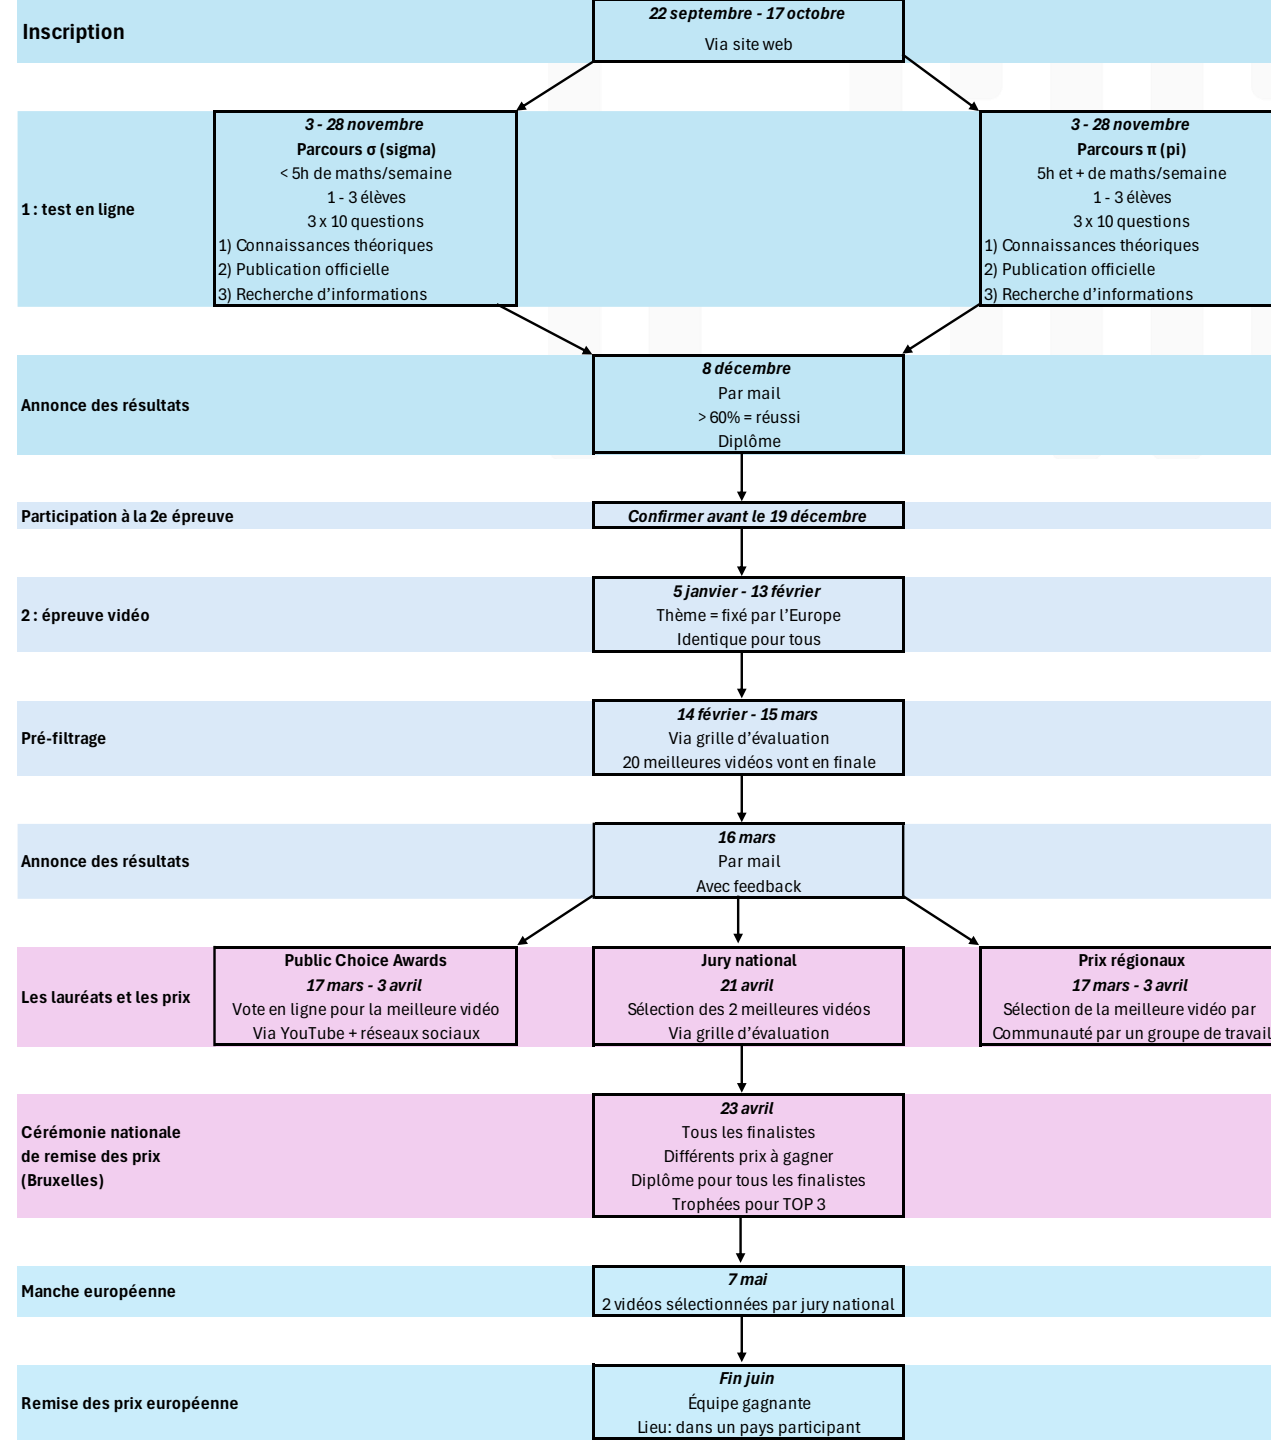 Inscription
22 septembre - 17 octobre
Via site web
1 : test en ligne
3 - 28 novembre
Parcours σ (sigma)
< 5h de maths/semaine
1 - 3 élèves
3 x 10 questions
1) Connaissances théoriques
2) Publication officielle
3) Recherche d'informations
3 - 28 novembre
Parcours π (pi)
5h et + de maths/semaine
1 - 3 élèves
3 x 10 questions
1) Connaissances théoriques
2) Publication officielle
3) Recherche d'informations
Annonce des résultats
8 décembre
Par mail
> 60% = réussi
Diplôme
Participation à la 2e épreuve
Confirmer avant le 19 décembre
2 : épreuve vidéo
5 janvier - 13 février
Thème = fixé par l'Europe
Identique pour tous
Pré-filtrage
14 février - 15 mars
Via grille d'évaluation
20 meilleures vidéos vont en finale
Annonce des résultats
16 mars
Par mail
Avec feedback
Les lauréats et les prix
Public Choice Awards
17 mars - 3 avril
Vote en ligne pour la meilleure vidéo
Via YouTube + réseaux sociaux
Jury national
21 avril
Sélection des 2 meilleures vidéos
Via grille d'évaluation
Prix régionaux
17 mars - 3 avril
Sélection de la meilleure vidéo par
Communauté par un groupe de travail
Cérémonie nationale
de remise des prix
(Bruxelles)
23 avril
Tous les finalistes
Différents prix à gagner
Diplôme pour tous les finalistes
Trophées pour TOP 3
Manche européenne
7 mai
2 vidéos sélectionnées par jury national
Remise des prix européenne
Fin juin
Équipe gagnante
Lieu: dans un pays participant